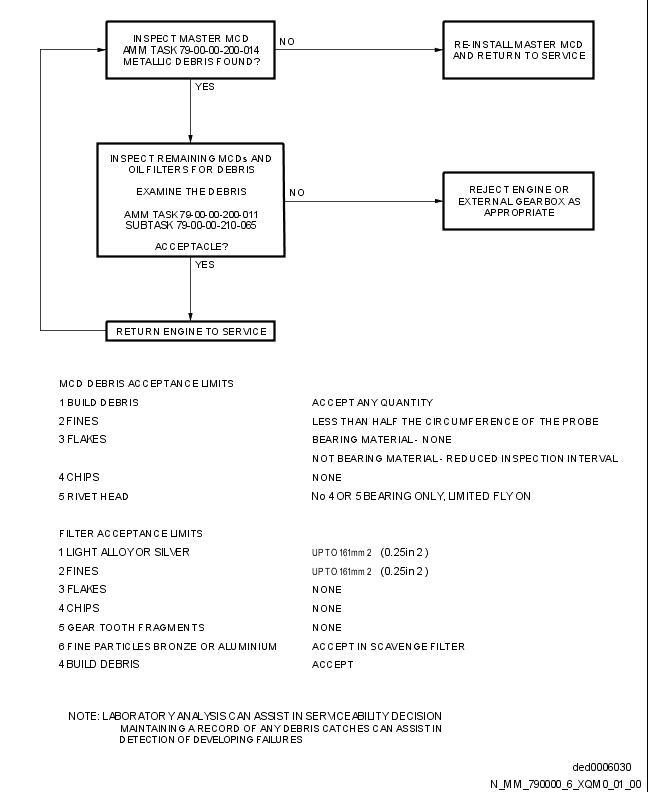 INSPECT MASTER MCD
AMM TASK 79-00-00-200-014
METALLIC DEBRIS FOUND?
NO
RE-INSTALL MASTER MCD
AND RETURN TO SERVICE
YES
INSPECT REMAINING MCDs AND
OIL FILTERS FOR DEBRIS
EXAMINE THE DEBRIS
AMM TASK 79-00-00-200-011
SUBTASK 79-00-00-210-065
ACCEPTACLE?
NO
REJECT ENGINE OR
EXTERNAL GEARBOX AS
APPROPRIATE
YES
RETURN ENGINE TO SERVICE
MCD DEBRIS ACCEPTANCE LIMITS
1 BUILD DEBRIS ACCEPT ANY QUANTITY
2 FINES LESS THAN HALF THE CIRCUMFERENCE OF THE PROBE
3 FLAKES BEARING MATERIAL - NONE
NOT BEARING MATERIAL - REDUCED INSPECTION INTERVAL
4 CHIPS NONE
5 RIVET HEAD No 4 OR 5 BEARING ONLY, LIMITED FLY ON
FILTER ACCEPTANCE LIMITS
1 LIGHT ALLOY OR SILVER UP TO 161mm 2 (0.25in 2 )
2 FINES UP TO 161mm 2 (0.25in 2 )
3 FLAKES NONE
4 CHIPS NONE
5 GEAR TOOTH FRAGMENTS NONE
6 FINE PARTICLES BRONZE OR ALUMINIUM ACCEPT IN SCAVENGE FILTER
4 BUILD DEBRIS ACCEPT
NOTE: LABORATORY ANALYSIS CAN ASSIST IN SERVICEABILITY DECISION
MAINTAINING A RECORD OF ANY DEBRIS CATCHES CAN ASSIST IN
DETECTION OF DEVELOPING FAILURES
ded0006030
N_MM_790000_6_XQM0_01_00